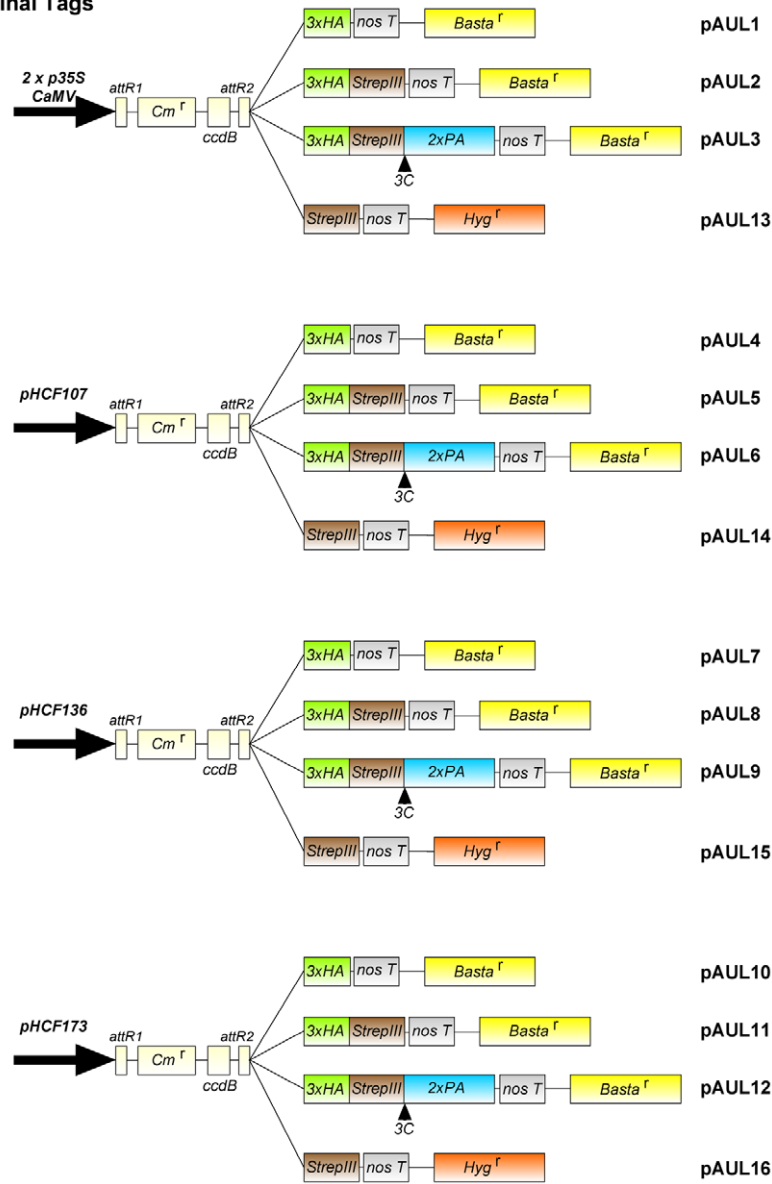 inal Tags
3xHA nos T Basta r pAUL1
2 x p35S
CaMV
attR1 Cm r ccdB attR2
3xHA StrepIII nos T Basta r pAUL2
3xHA StrepIII 2xPA nos T Basta r pAUL3
3C
StrepIII nos T Hyg r pAUL13
3xHA nos T Basta r pAUL4
pHCF107
attR1 Cm r ccdB attR2
3xHA StrepIII nos T Basta r pAUL5
3xHA StrepIII 2xPA nos T Basta r pAUL6
3C
StrepIII nos T Hyg r pAUL14
3xHA nos T Basta r pAUL7
pHCF136
attR1 Cm r ccdB attR2
3xHA StrepIII nos T Basta r pAUL8
3xHA StrepIII 2xPA nos T Basta r pAUL9
3C
StrepIII nos T Hyg r pAUL15
3xHA nos T Basta r pAUL10
pHCF173
attR1 Cm r ccdB attR2
3xHA StrepIII nos T Basta r pAUL11
3xHA StrepIII 2xPA nos T Basta r pAUL12
3C
StrepIII nos T Hyg r pAUL16